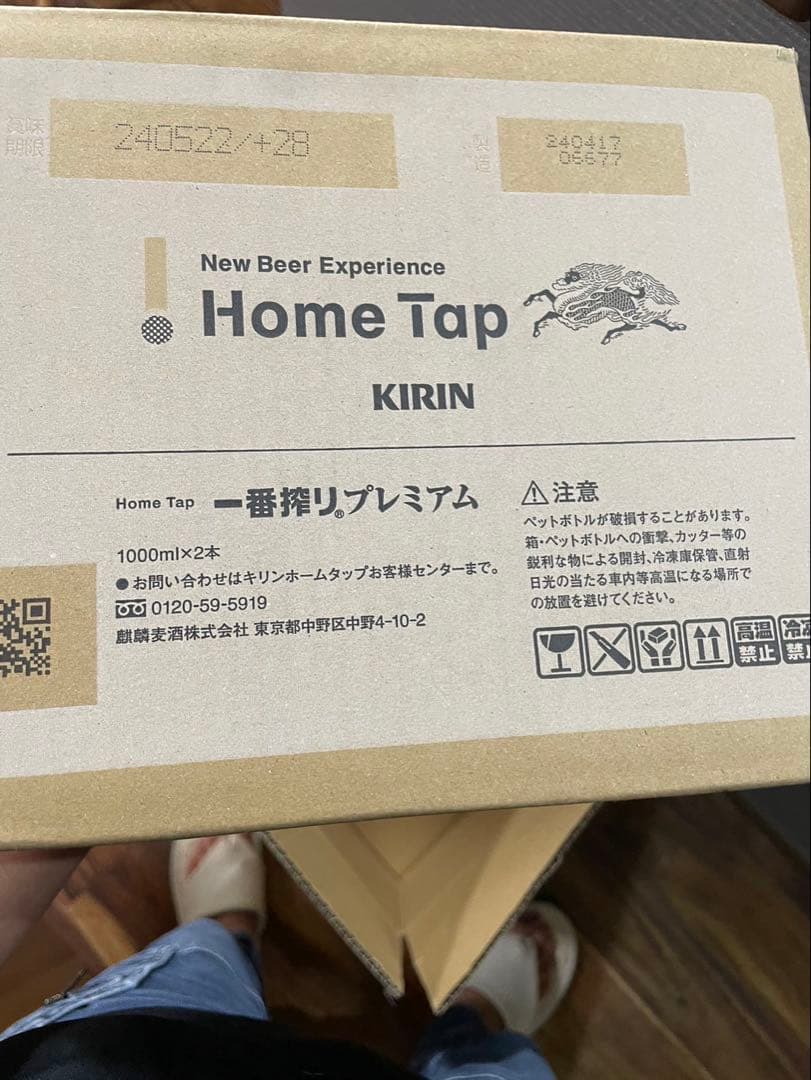 賞味
期限
240522/+28
製
造
240417
05677
New Beer Experience
Home Tap
KIRIN
Home Tap 一番搾り®プレミアム
1000ml×2本
●お問い合わせはキリンホームタップお客様センターまで。
0120-59-5919
麒麟麦酒株式会社 東京都中野区中野4-10-2
注意
ペットボトルが破損することがあります。
箱・ペットボトルへの衝撃、カッター等の
鋭利な物による開封、冷凍庫保管、直射
日光の当たる車内等高温になる場所で
の放置を避けてください。
高温
禁止
冷凍
禁止